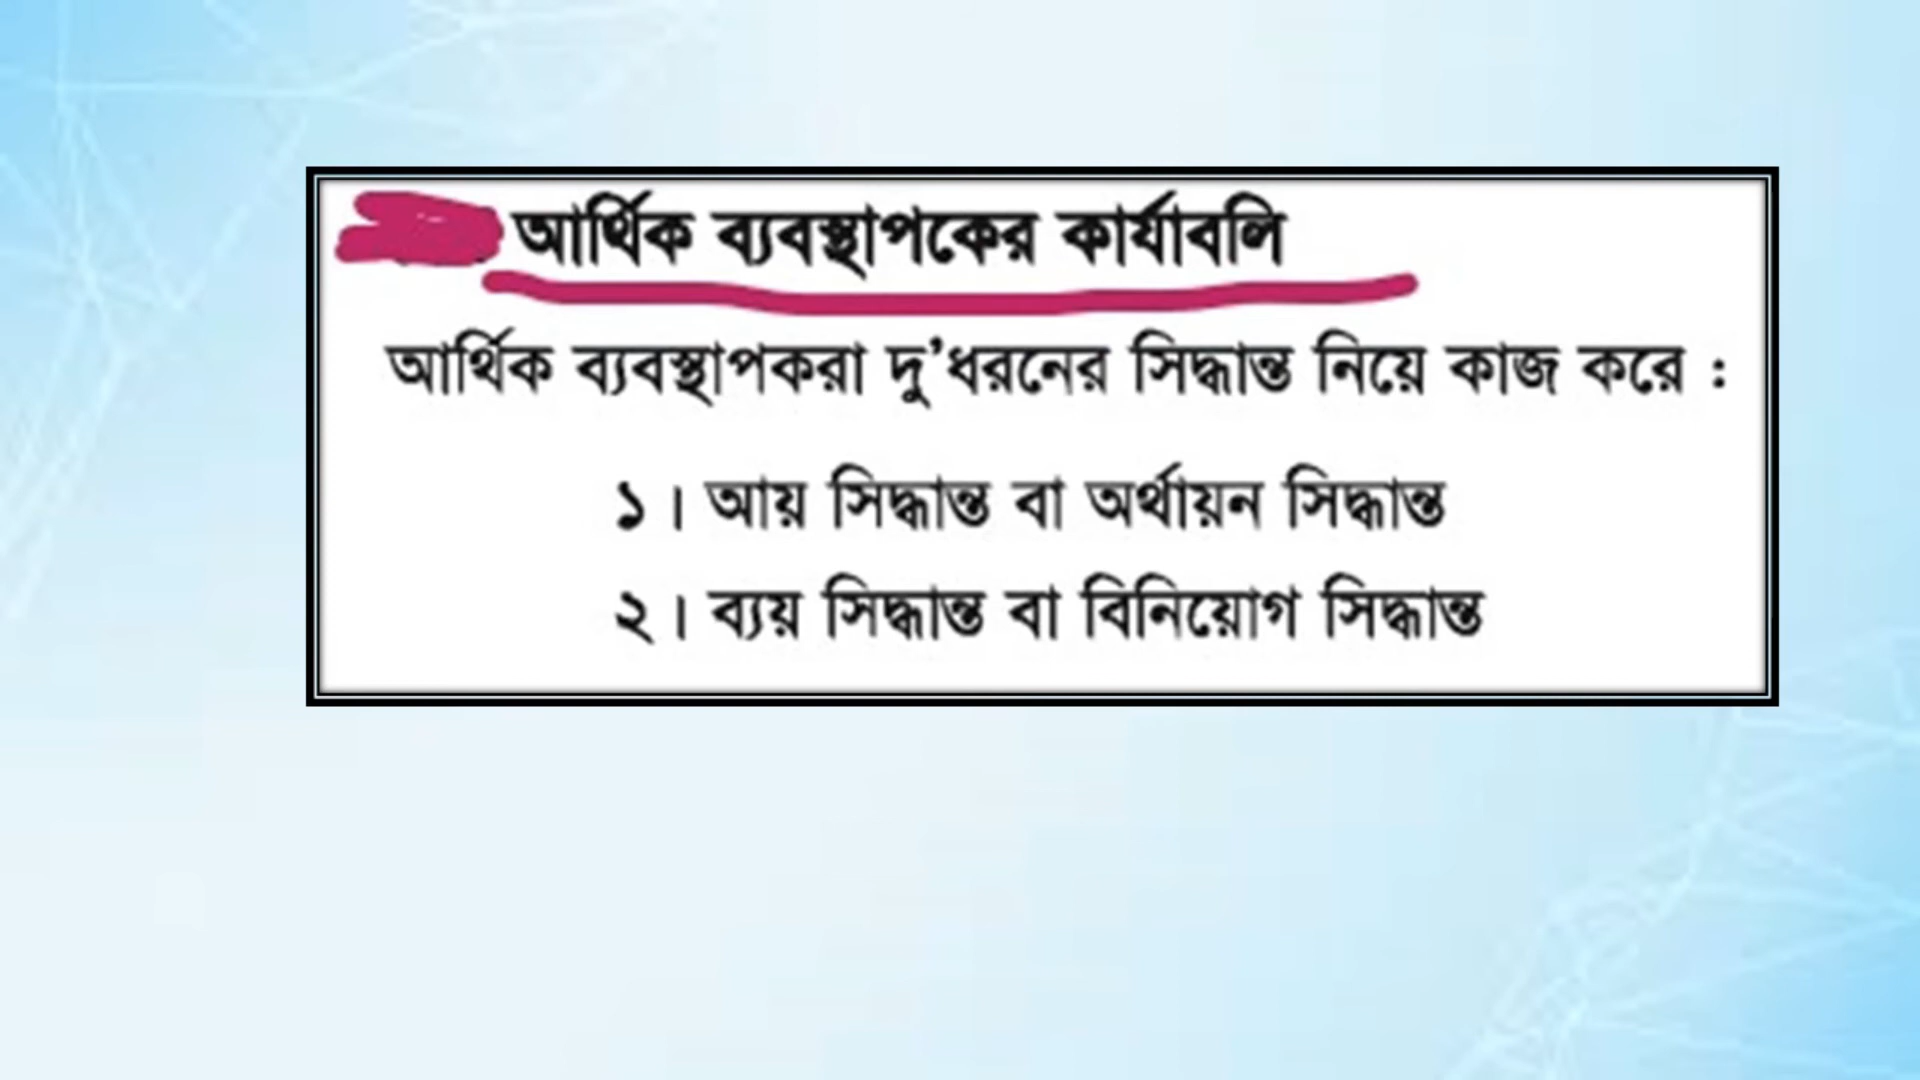 আর্থিক ব্যবস্থাপকের কার্যাবলি
আর্থিক ব্যবস্থাপকরা দু’ধরনের সিদ্ধান্ত নিয়ে কাজ করে :
১। আয় সিদ্ধান্ত বা অর্থায়ন সিদ্ধান্ত
২। ব্যয় সিদ্ধান্ত বা বিনিয়োগ সিদ্ধান্ত